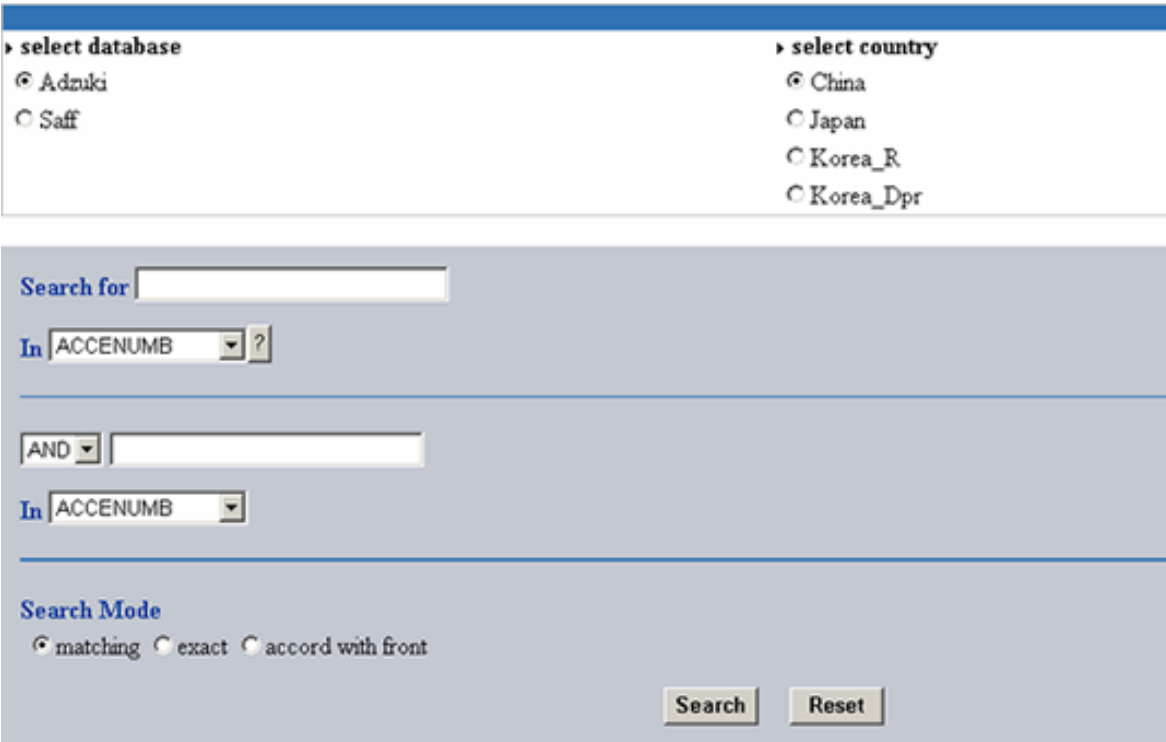 select database
Adzuki
Saff
select country
China
Japan
Korea_R
Korea_Dpr
Search for
In ACCENUMB ?
AND
In ACCENUMB
Search Mode
matching exact accord with front
Search Reset